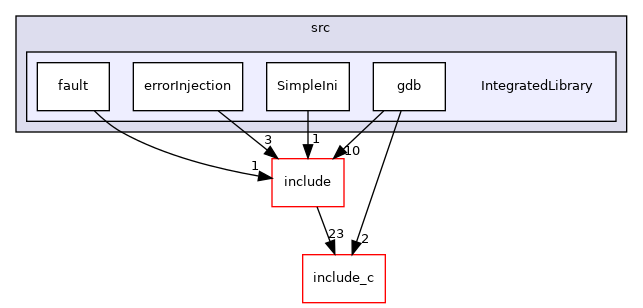 src
fault
errorInjection
SimpleIni
gdb
IntegratedLibrary
3
1
10
1
include
23
2
include_c